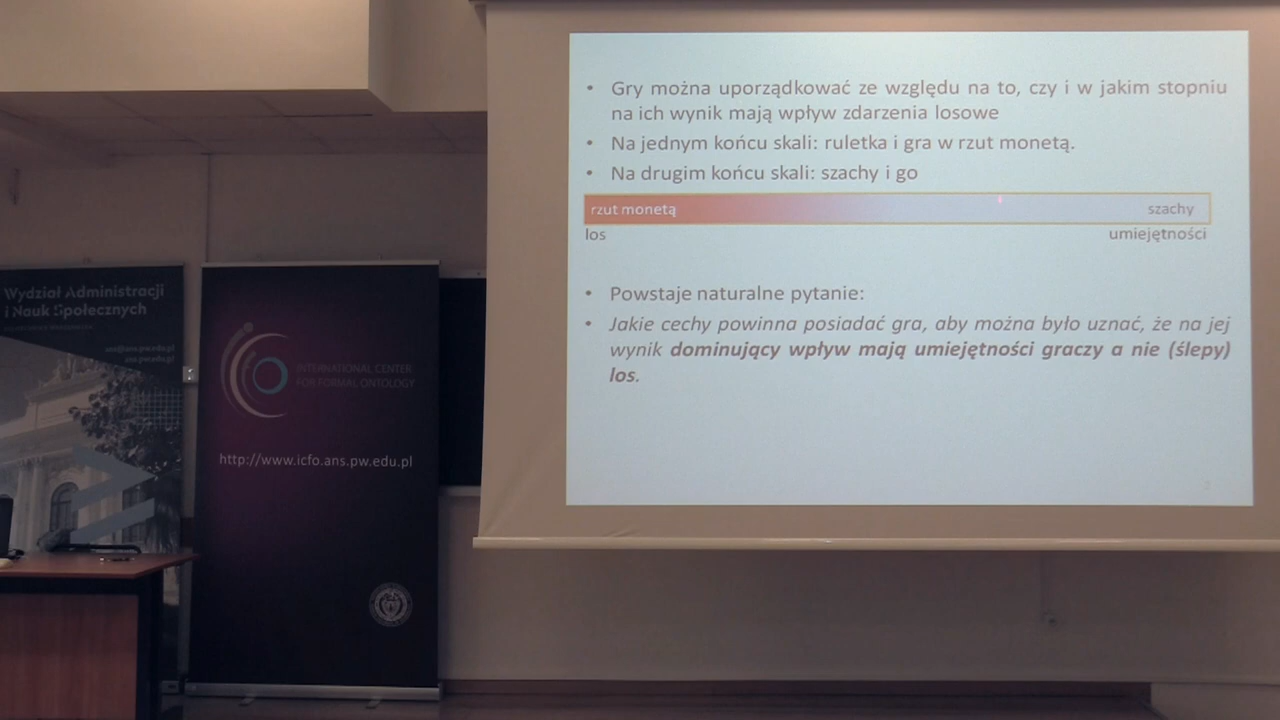 • Gry można uporządkować ze względu na to, czy i w jakim stopniu
na ich wynik mają wpływ zdarzenia losowe
• Na jednym końcu skali: ruletka i gra w rzut monetą.
• Na drugim końcu skali: szachy i go
rzut monetą szachy
los umiejętności
• Powstaje naturalne pytanie:
• Jakie cechy powinna posiadać gra, aby można było uznać, że na jej
wynik dominujący wpływ mają umiejętności graczy a nie (ślepy)
los.
Wydział Administracji
i Nauk Społecznych
ans.pw.edu.pl
INTERNATIONAL CENTER
FOR FORMAL ONTOLOGY
http://www.icfo.ans.pw.edu.pl